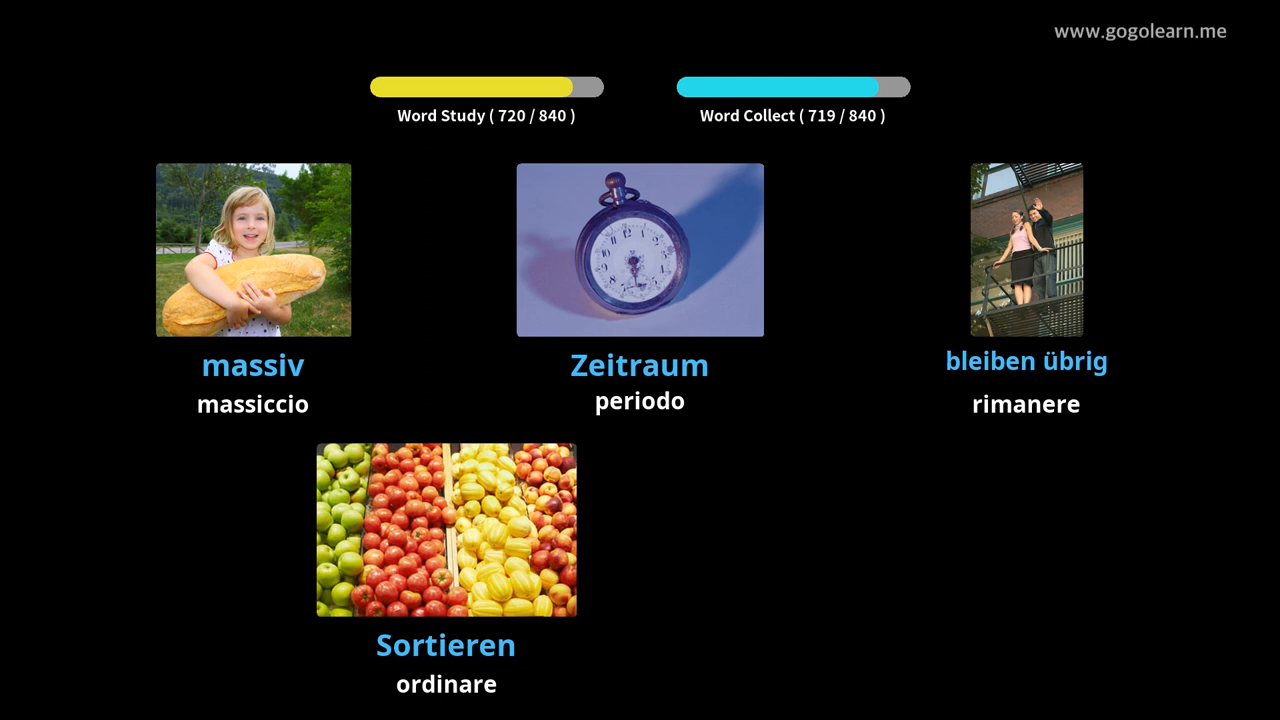 www.gogolearn.me
Word Study ( 720 / 840 )
Word Collect ( 719 / 840 )
massiv
massiccio
Zeitraum
periodo
bleiben übrig
rimanere
Sortieren
ordinare